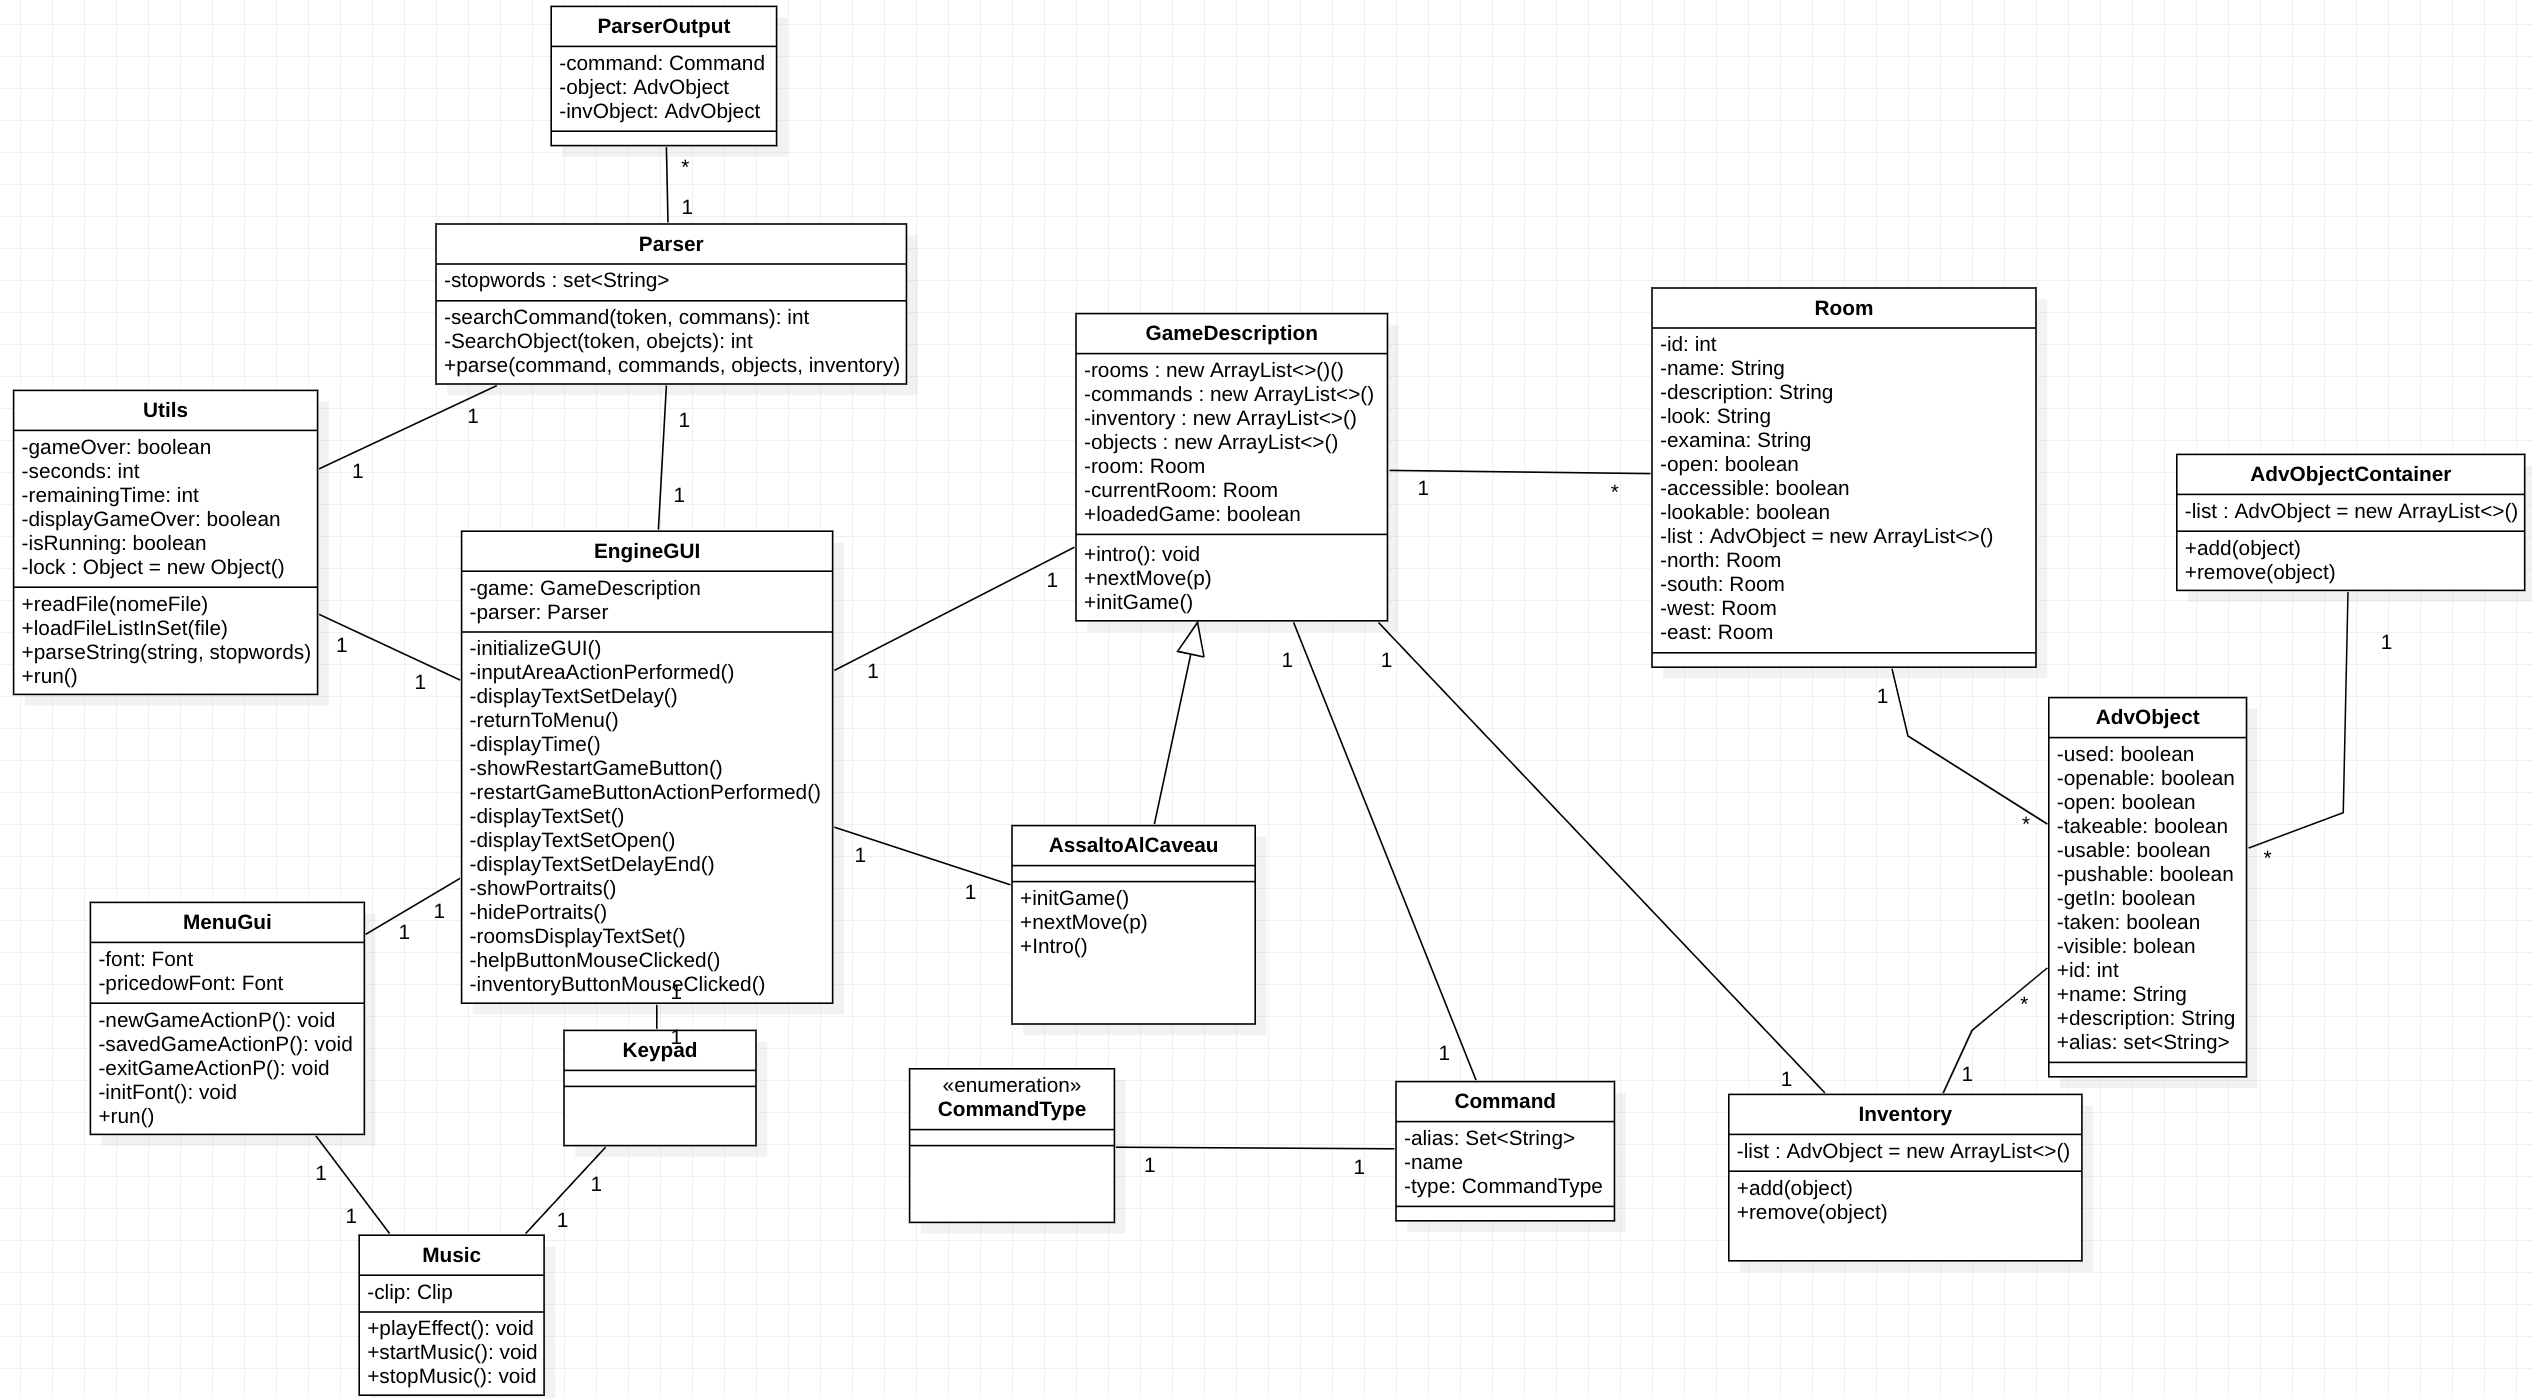 ParserOutput
-command: Command
-object: AdvObject
-invObject: AdvObject
*
1
Parser
-stopwords : set<String>
-searchCommand(token, commans): int
-SearchObject(token, obejcts): int
+parse(command, commands, objects, inventory)
1
1
1
1
Utils
-gameOver: boolean
-seconds: int
-remainingTime: int
-displayGameOver: boolean
-isRunning: boolean
-lock : Object = new Object()
+readFile(nomeFile)
+loadFileListInSet(file)
+parseString(string, stopwords)
+run()
1
1
EngineGUI
-game: GameDescription
-parser: Parser
-initializeGUI()
-inputAreaActionPerformed()
-displayTextSetDelay()
-returnToMenu()
-displayTime()
-showRestartGameButton()
-restartGameButtonActionPerformed()
-displayTextSet()
-displayTextSetOpen()
-displayTextSetDelayEnd()
-showPortraits()
-hidePortraits()
-roomsDisplayTextSet()
-helpButtonMouseClicked()
-inventoryButtonMouseClicked()
1
1
1
1
1
1
1
1
MenuGui
-font: Font
-pricedowFont: Font
-newGameActionP(): void
-savedGameActionP(): void
-exitGameActionP(): void
-initFont(): void
+run()
Keypad
1
1
1
1
Music
-clip: Clip
+playEffect(): void
+startMusic(): void
+stopMusic(): void
GameDescription
-rooms : new ArrayList<>()()
-commands : new ArrayList<>()
-inventory : new ArrayList<>()
-objects : new ArrayList<>()
-room: Room
-currentRoom: Room
+loadedGame: boolean
+intro(): void
+nextMove(p)
+initGame()
1
*
1
1
1
1
AssaltoAlCaveau
+initGame()
+nextMove(p)
+Intro()
«enumeration»
CommandType
1
1
Command
-alias: Set<String>
-name
-type: CommandType
Room
-id: int
-name: String
-description: String
-look: String
-examina: String
-open: boolean
-accessible: boolean
-lookable: boolean
-list : AdvObject = new ArrayList<>()
-north: Room
-south: Room
-west: Room
-east: Room
1
*
AdvObjectContainer
-list : AdvObject = new ArrayList<>()
+add(object)
+remove(object)
1
*
AdvObject
-used: boolean
-openable: boolean
-open: boolean
-takeable: boolean
-usable: boolean
-pushable: boolean
-getIn: boolean
-taken: boolean
-visible: bolean
+id: int
+name: String
+description: String
+alias: set<String>
*
1
Inventory
-list : AdvObject = new ArrayList<>()
+add(object)
+remove(object)